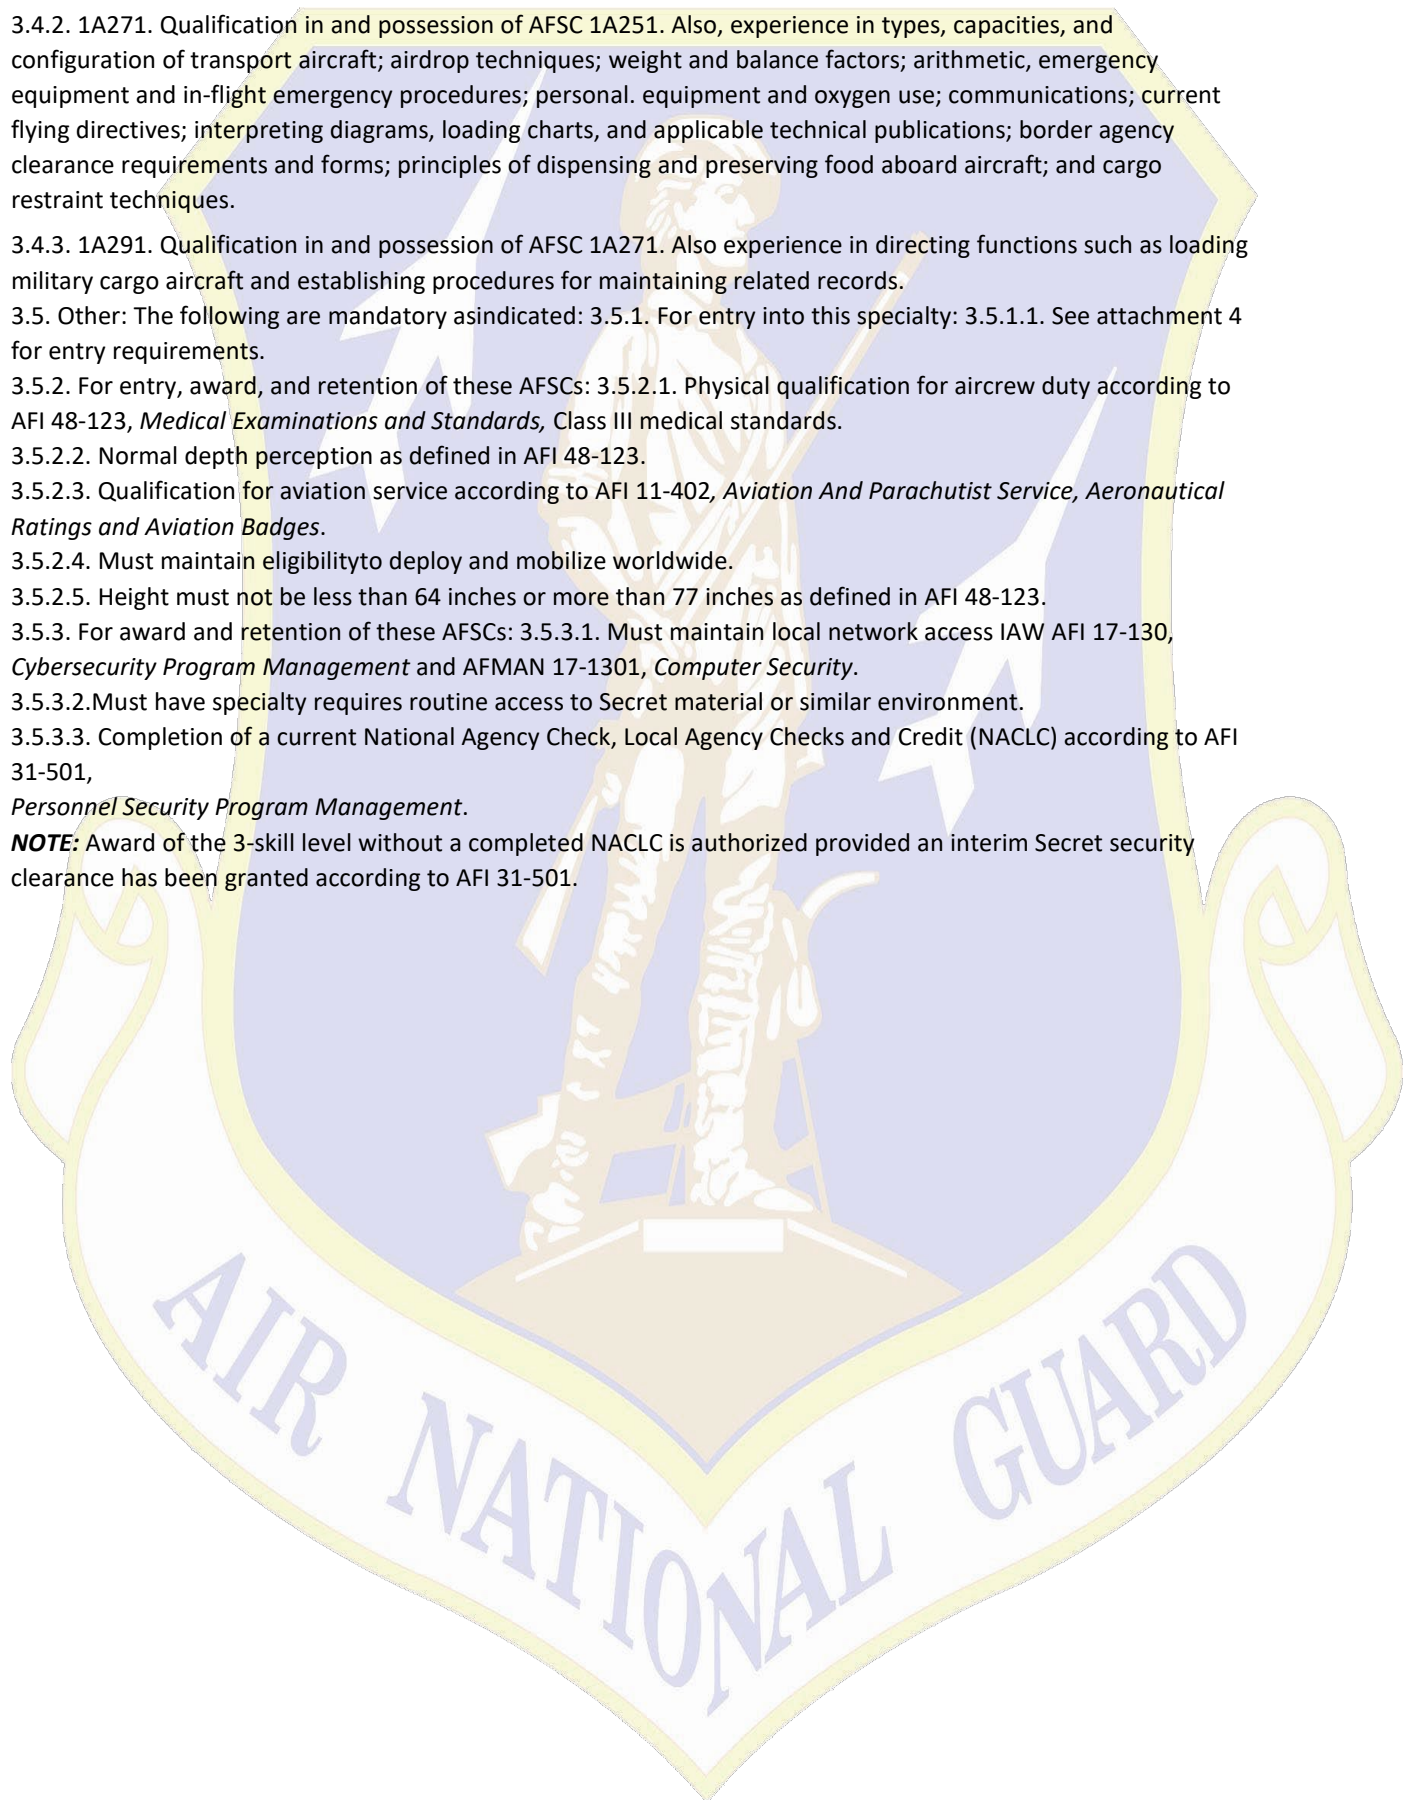 3.4.2. 1A271. Qualification in and possession of AFSC 1A251. Also, experience in types, capacities, and
configuration of transport aircraft; airdrop techniques; weight and balance factors; arithmetic, emergency
equipment and in-flight emergency procedures; personal. equipment and oxygen use; communications; current
flying directives; interpreting diagrams, loading charts, and applicable technical publications; border agency
clearance requirements and forms; principles of dispensing and preserving food aboard aircraft; and cargo
restraint techniques.
3.4.3. 1A291. Qualification in and possession of AFSC 1A271. Also experience in directing functions such as loading
military cargo aircraft and establishing procedures for maintaining related records.
3.5. Other: The following are mandatory asindicated: 3.5.1. For entry into this specialty: 3.5.1.1. See attachment 4
for entry requirements.
3.5.2. For entry, award, and retention of these AFSCs: 3.5.2.1. Physical qualification for aircrew duty according to
AFI 48-123, Medical Examinations and Standards, Class III medical standards.
3.5.2.2. Normal depth perception as defined in AFI 48-123.
3.5.2.3. Qualification for aviation service according to AFI 11-402, Aviation And Parachutist Service, Aeronautical
Ratings and Aviation Badges.
3.5.2.4. Must maintain eligibilityto deploy and mobilize worldwide.
3.5.2.5. Height must not be less than 64 inches or more than 77 inches as defined in AFI 48-123.
3.5.3. For award and retention of these AFSCs: 3.5.3.1. Must maintain local network access IAW AFI 17-130,
Cybersecurity Program Management and AFMAN 17-1301, Computer Security.
3.5.3.2.Must have specialty requires routine access to Secret material or similar environment.
3.5.3.3. Completion of a current National Agency Check, Local Agency Checks and Credit (NACLC) according to AFI
31-501,
Personnel Security Program Management.
NOTE: Award of the 3-skill level without a completed NACLC is authorized provided an interim Secret security
clearance has been granted according to AFI 31-501.
AIR NATIONAL GUARD